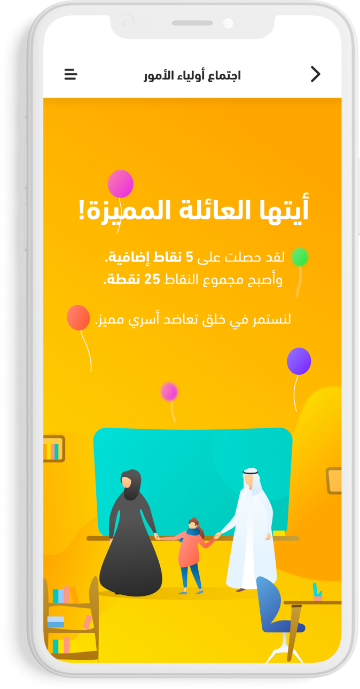 اجتماع أولياء الأمور
أيتها العائلة المميزة!
لقد حصلت على 5 نقاط إضافية.
وأصبح مجموع النقاط 25 نقطة.
لنستمر في خلق تعاضد أسري مميز.